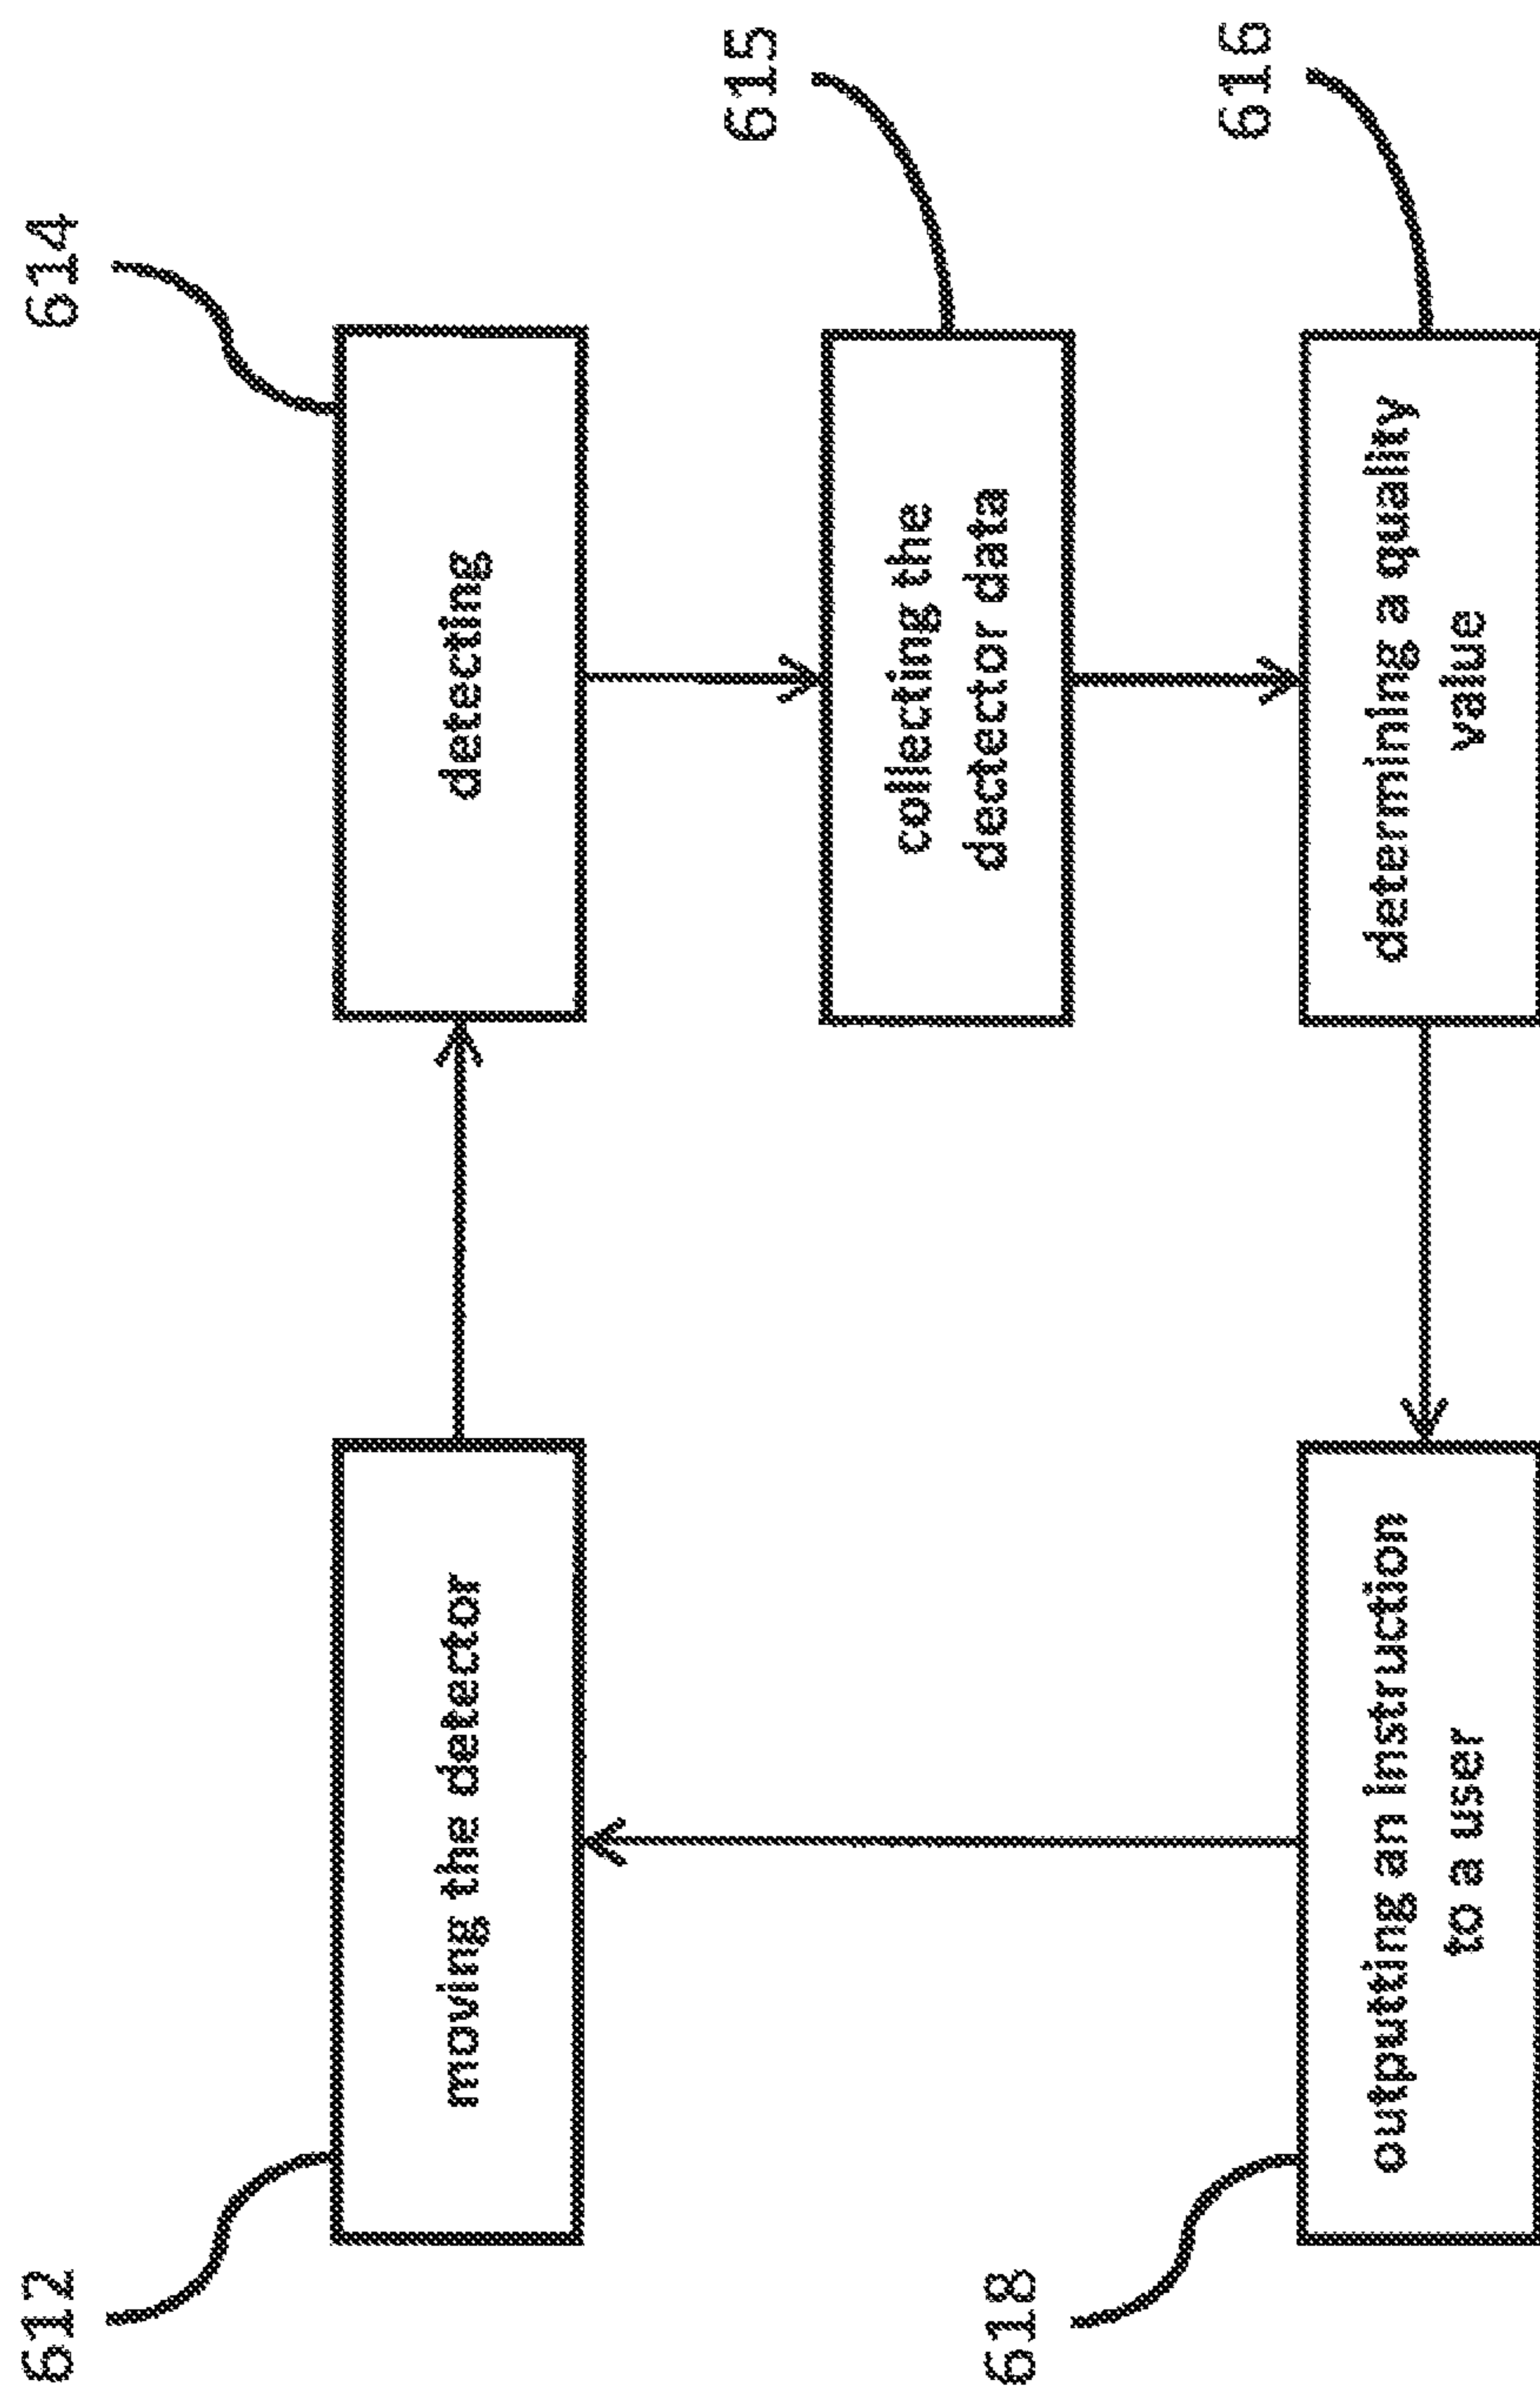 612
moving the detector
614
detecting
615
collecting the
dectector data
616
determining a quality
value
618
outputting an instruction
to a user